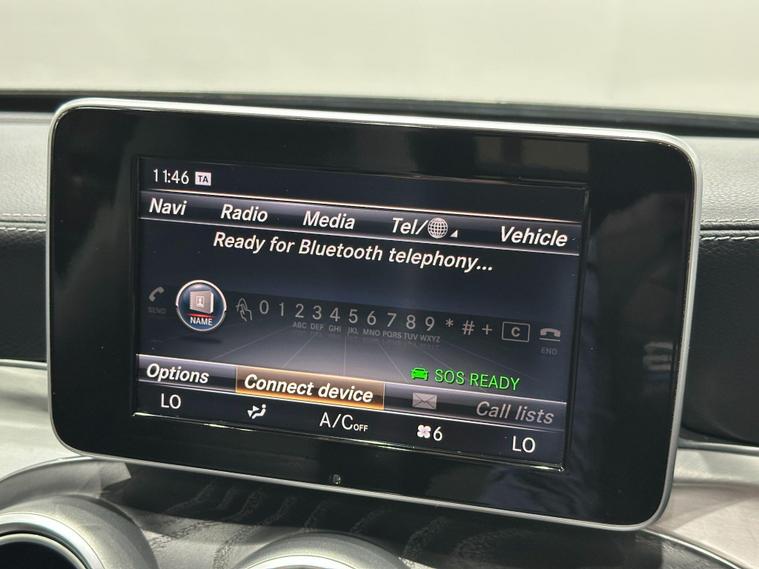 11:46 TA
Navi Radio Media Tel/ Vehicle
Ready for Bluetooth telephony...
SEND NAME 0 1 2 3 4 5 6 7 8 9 * # + C END
ABC DEF GHI JKL MNO PQRS TUV WXYZ
SOS READY
Options Connect device Call lists
LO A/C OFF 6 LO